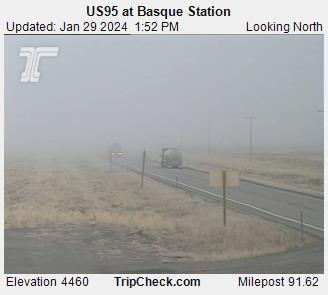 US95 at Basque Station
Updated: Jan 29 2024 1:52 PM Looking North
Elevation 4460 TripCheck.com Milepost 91.62